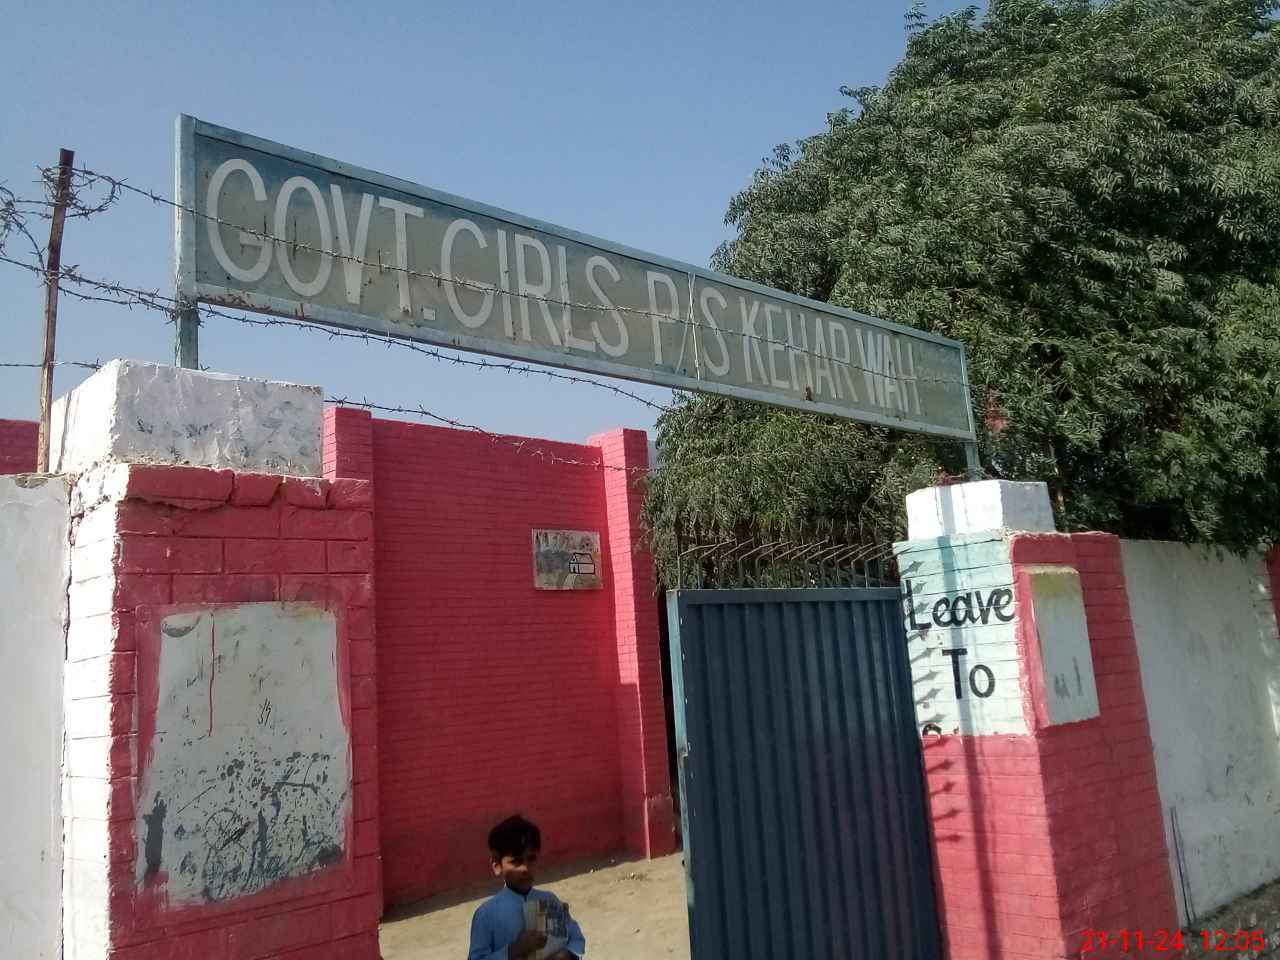 GOVT. GIRLS P/S KEHAR WAH
Leave
To
21-11-24 12:05